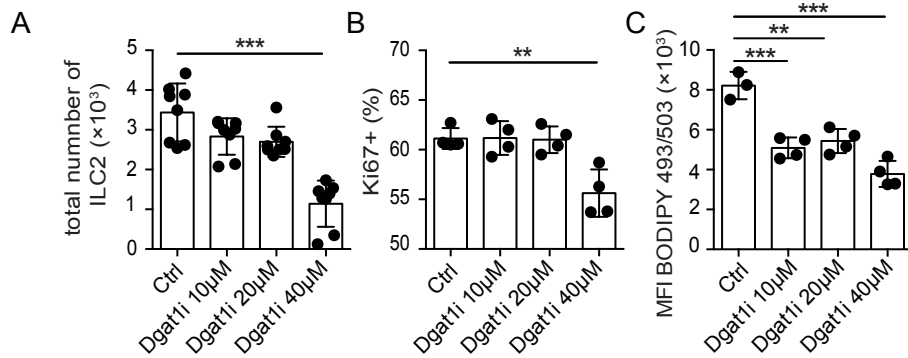 A
total numner of
ILC2 (×10³)
5
4
3
2
1
0
***
Ctrl
Dgat1i 10µM
Dgat1i 20µM
Dgat1i 40µM
B
Ki67+ (%)
70
65
60
55
50
**
Ctrl
Dgat1i 10µM
Dgat1i 20µM
Dgat1i 40µM
C
MFI BODIPY 493/503 (×10³)
10
8
6
4
2
0
***
**
***
Ctrl
Dgat1i 10µM
Dgat1i 20µM
Dgat1i 40µM